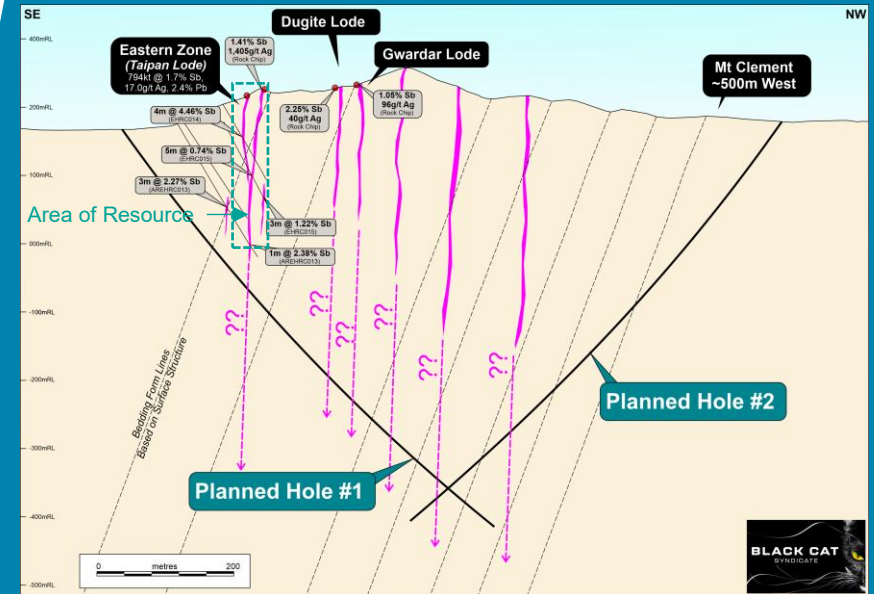 SE
NW
Dugite Lode
400mRL
1.41% Sb
1,405g/t Ag
(Rock Chip)
Eastern Zone
(Taipan Lode)
794kt @ 1.7% Sb,
17.0g/t Ag, 2.4% Pb
Gwardar Lode
Mt Clement
~500m West
300mRL
2.25% Sb
40g/t Ag
(Rock Chip)
1.05% Sb
96g/t Ag
(Rock Chip)
200mRL
4m @ 4.46% Sb
(EHRC014)
5m @ 0.74% Sb
(EHRC015)
100mRL
3m @ 2.27% Sb
(AREHRC013)
Area of Resource
3m @ 1.22% Sb
(EHRC015)
000mRL
1m @ 2.38% Sb
(AREHRC013)
-100mRL
??
??
??
??
??
??
-200mRL
Bedding Form Lines
Based on Surface Structure
Planned Hole #2
-300mRL
Planned Hole #1
-400mRL
-500mRL
0 metres 200
BLACK CAT
SYNDICATE